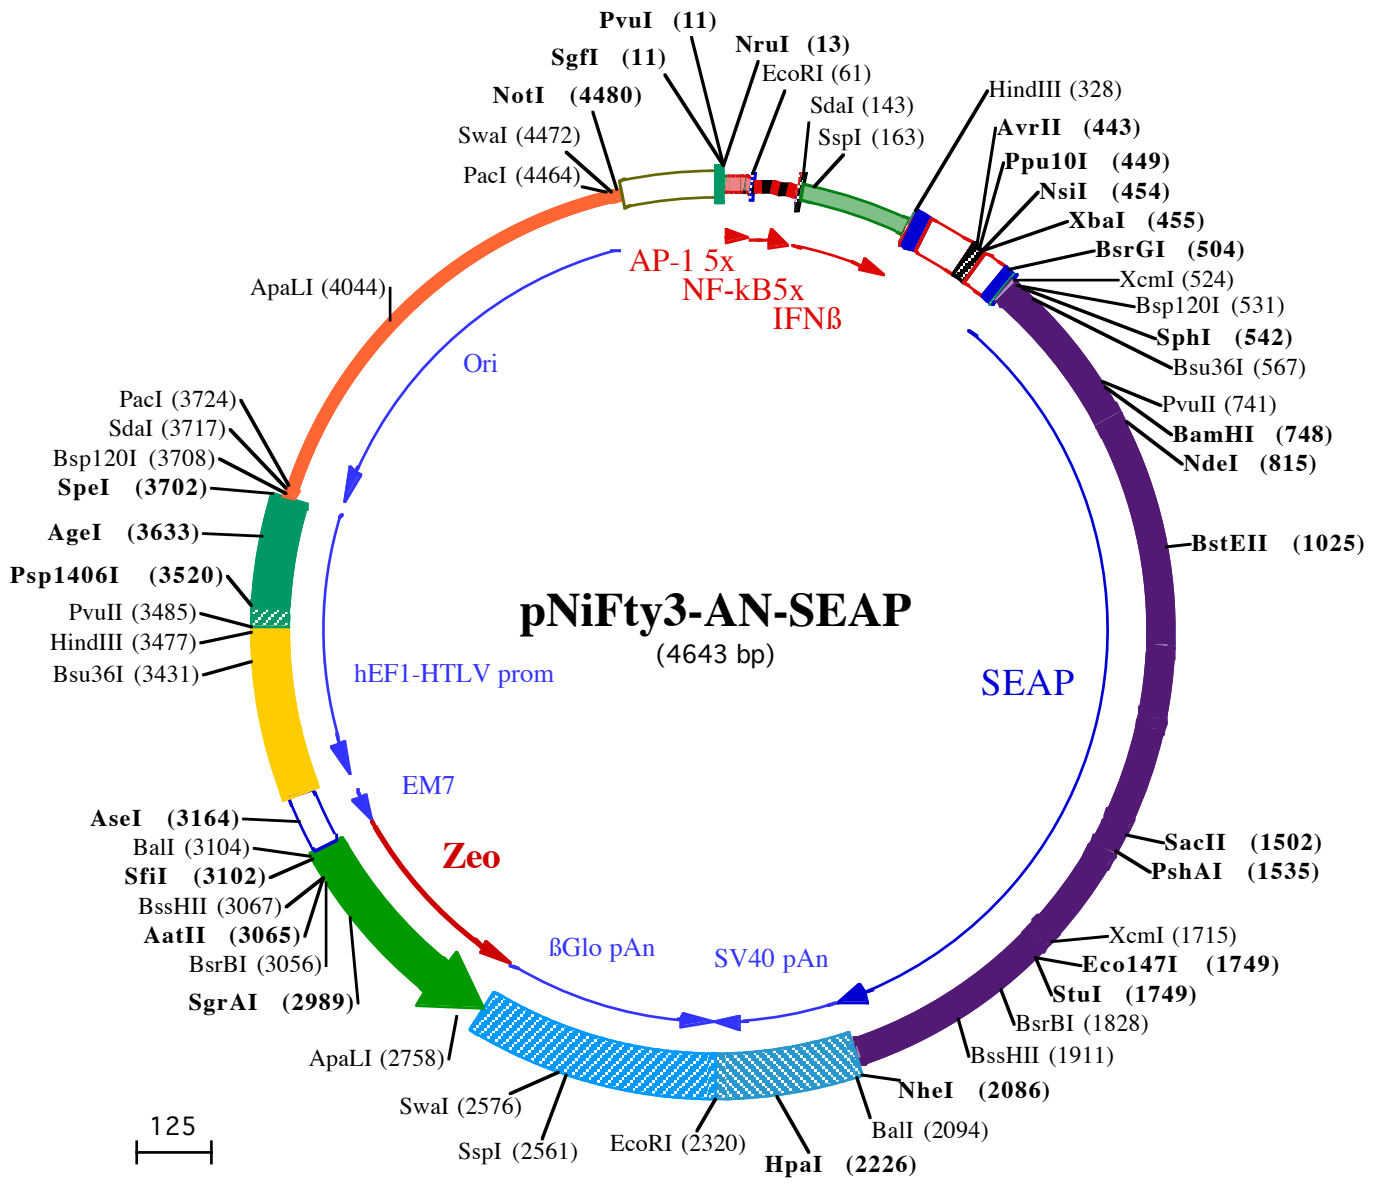 PvuI (11)
SgfI (11)
NotI (4480)
SwaI (4472)
PacI (4464)
NruI (13)
EcoRI (61)
SdaI (143)
SspI (163)
HindIII (328)
AvrII (443)
Ppu10I (449)
NsiI (454)
XbaI (455)
BsrGI (504)
XcmI (524)
Bsp120I (531)
SphI (542)
Bsu36I (567)
PvuII (741)
BamHI (748)
NdeI (815)
BstEII (1025)
SacII (1502)
PshAI (1535)
XcmI (1715)
Eco147I (1749)
StuI (1749)
BsrBI (1828)
BssHII (1911)
NheI (2086)
BalI (2094)
HpaI (2226)
EcoRI (2320)
SspI (2561)
SwaI (2576)
ApaLI (2758)
SgrAI (2989)
BsrBI (3056)
AatII (3065)
BssHII (3067)
SfiI (3102)
BalI (3104)
AseI (3164)
Bsu36I (3431)
HindIII (3477)
PvuII (3485)
Psp1406I (3520)
AgeI (3633)
SpeI (3702)
Bsp120I (3708)
SdaI (3717)
PacI (3724)
ApaLI (4044)
AP-1 5x
NF-kB5x
IFNß
Ori
pNiFty3-AN-SEAP
(4643 bp)
hEF1-HTLV prom
SEAP
EM7
Zeo
ßGlo pAn
SV40 pAn
125